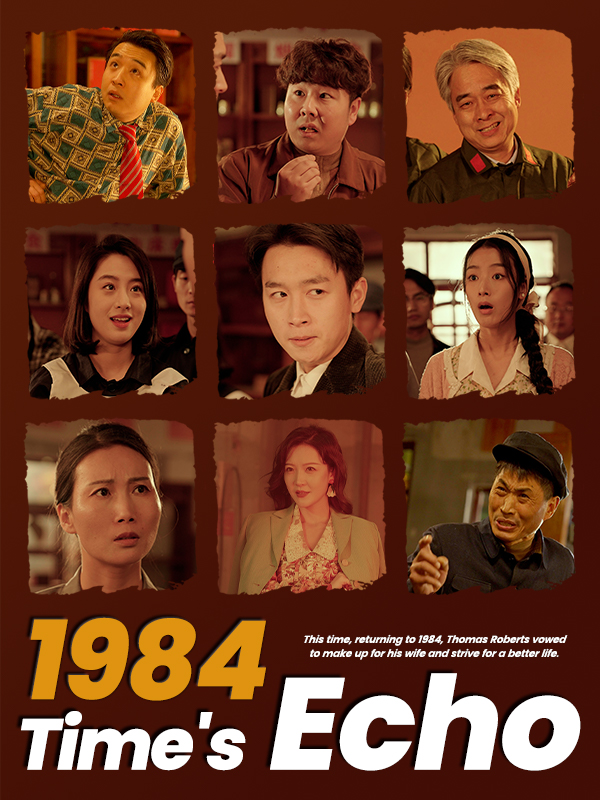 1984
This time, returning to 1984, Thomas Roberts vowed
to make up for his wife and strive for a better life.
Time's Echo